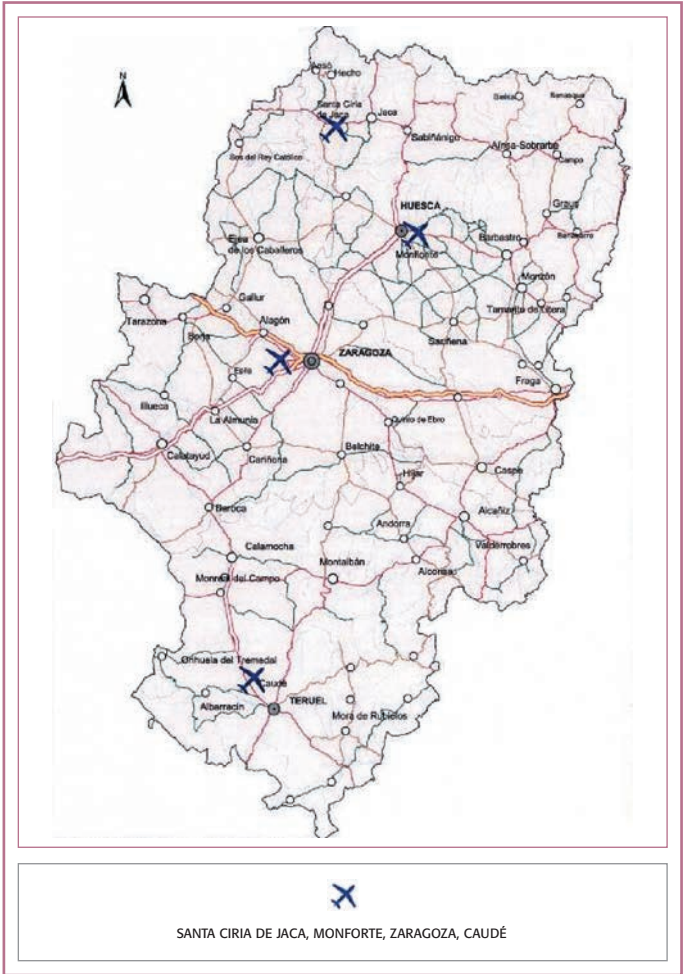 N
Ansó
Hecho
Santa Ciria
de Jaca
Jaca
Sabiñánigo
Bielsa
Benasque
Aínsa-Sobrarbe
Campo
Sos del Rey Católico
Graus
HUESCA
Ejea
de los Caballeros
Monflorite
Barbastro
Benabarre
Monzón
Gallur
Tamarite de Litera
Tarazona
Borja
Alagón
Sariñena
ZARAGOZA
Épila
Fraga
Illueca
La Almunia
Quinto de Ebro
Calatayud
Cariñena
Belchite
Caspe
Híjar
Daroca
Alcañiz
Andorra
Valderrobres
Calamocha
Montalbán
Alcorisa
Monreal del Campo
Orihuela del Tremedal
Caudé
Albarracín
TERUEL
Mora de Rubielos
SANTA CIRIA DE JACA, MONFORTE, ZARAGOZA, CAUDÉ